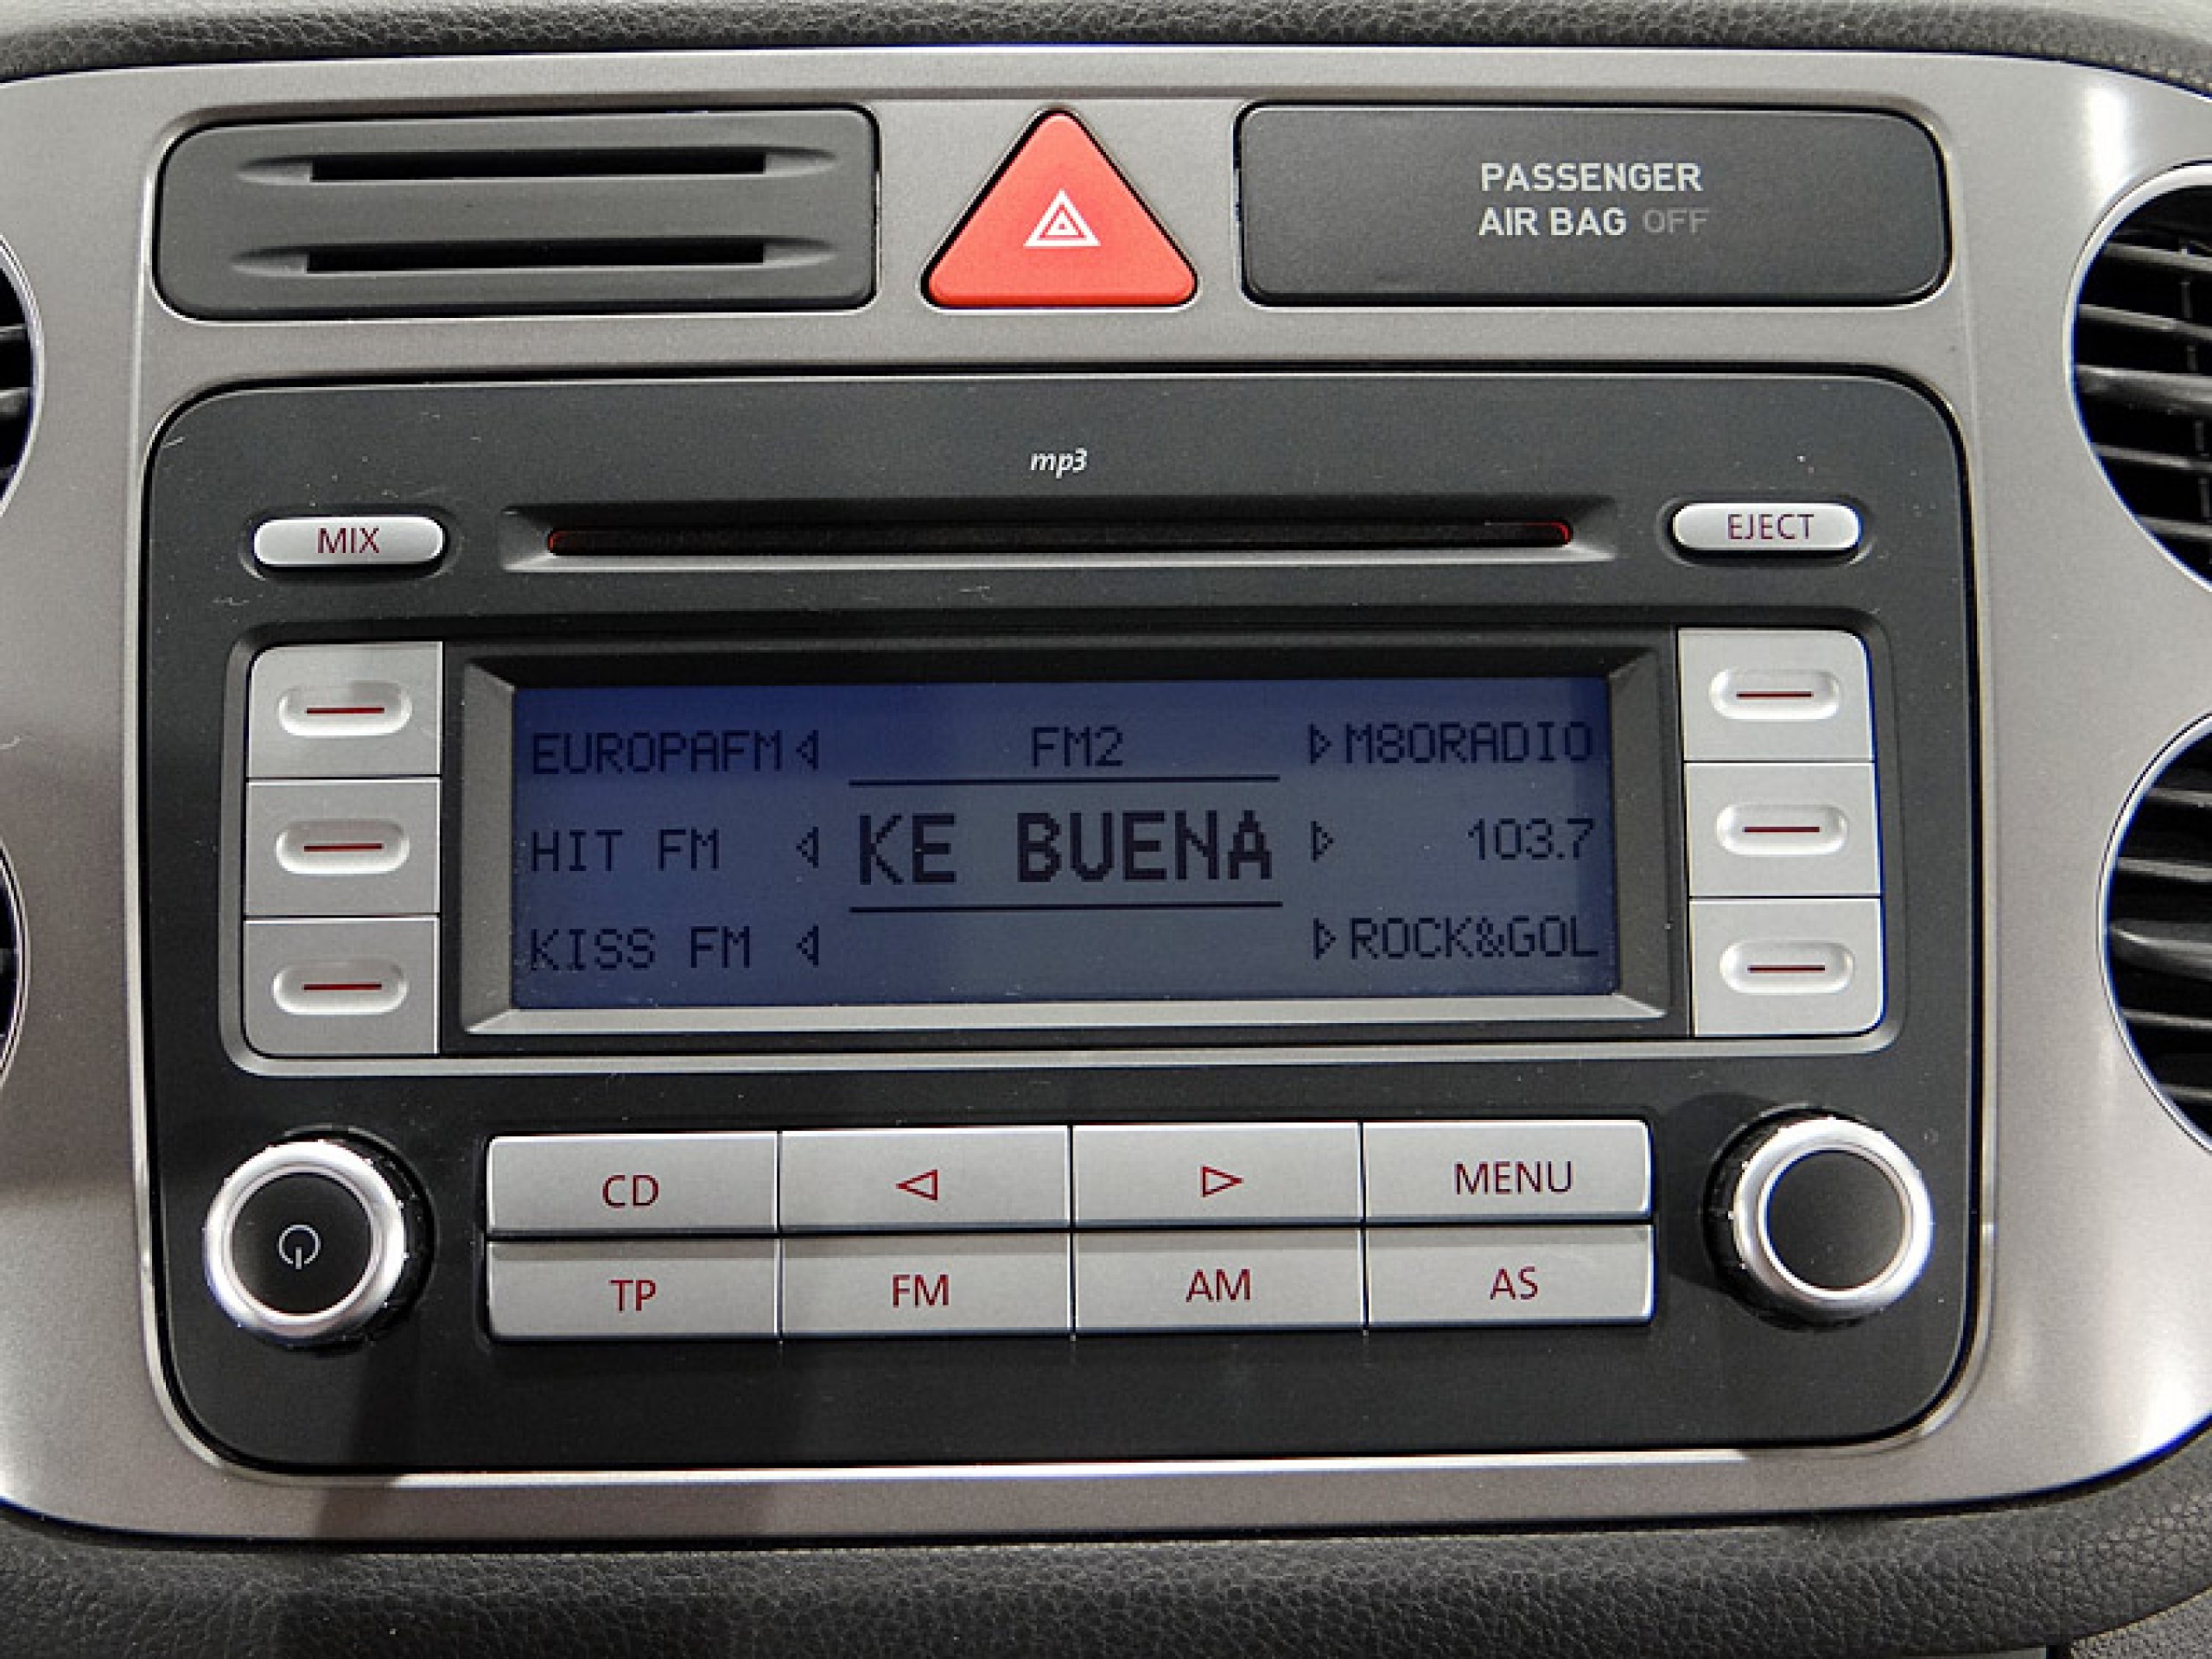 PASSENGER
AIR BAG OFF
mp3
MIX
EJECT
EUROPAFM FM2 M80RADIO
HIT FM KE BUENA 103.7
KISS FM ROCK&GOL
CD MENU
TP FM AM AS